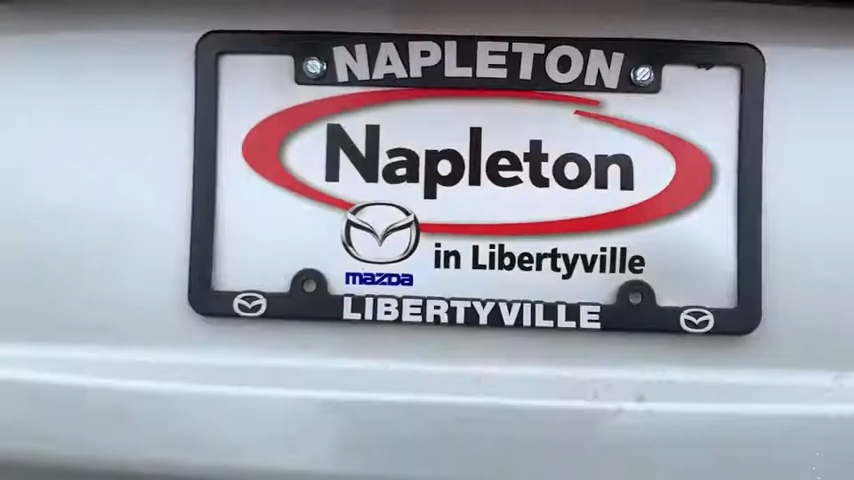 NAPLETON
Napleton
in Libertyville
mazda
LIBERTYVILLE